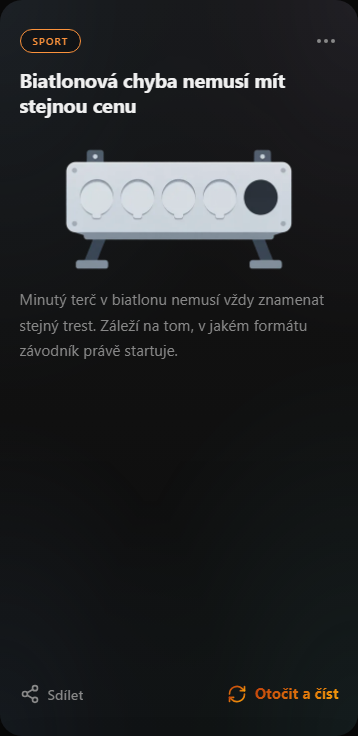 SPORT
Biatlonová chyba nemusí mít
stejnou cenu
Minutý terč v biatlonu nemusí vždy znamenat
stejný trest. Záleží na tom, v jakém formátu
závodník právě startuje.
Sdílet
Otočit a číst